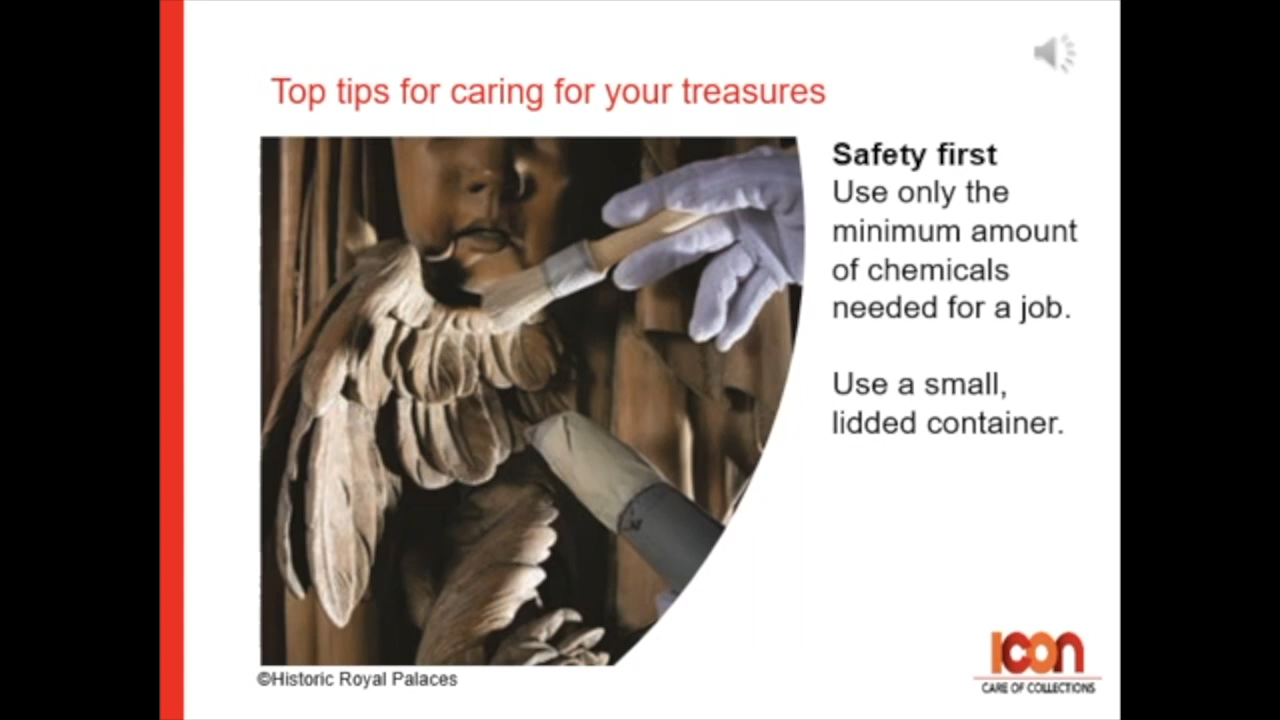 Top tips for caring for your treasures
Safety first
Use only the
minimum amount
of chemicals
needed for a job.
Use a small,
lidded container.
©Historic Royal Palaces
Icon
CARE OF COLLECTIONS